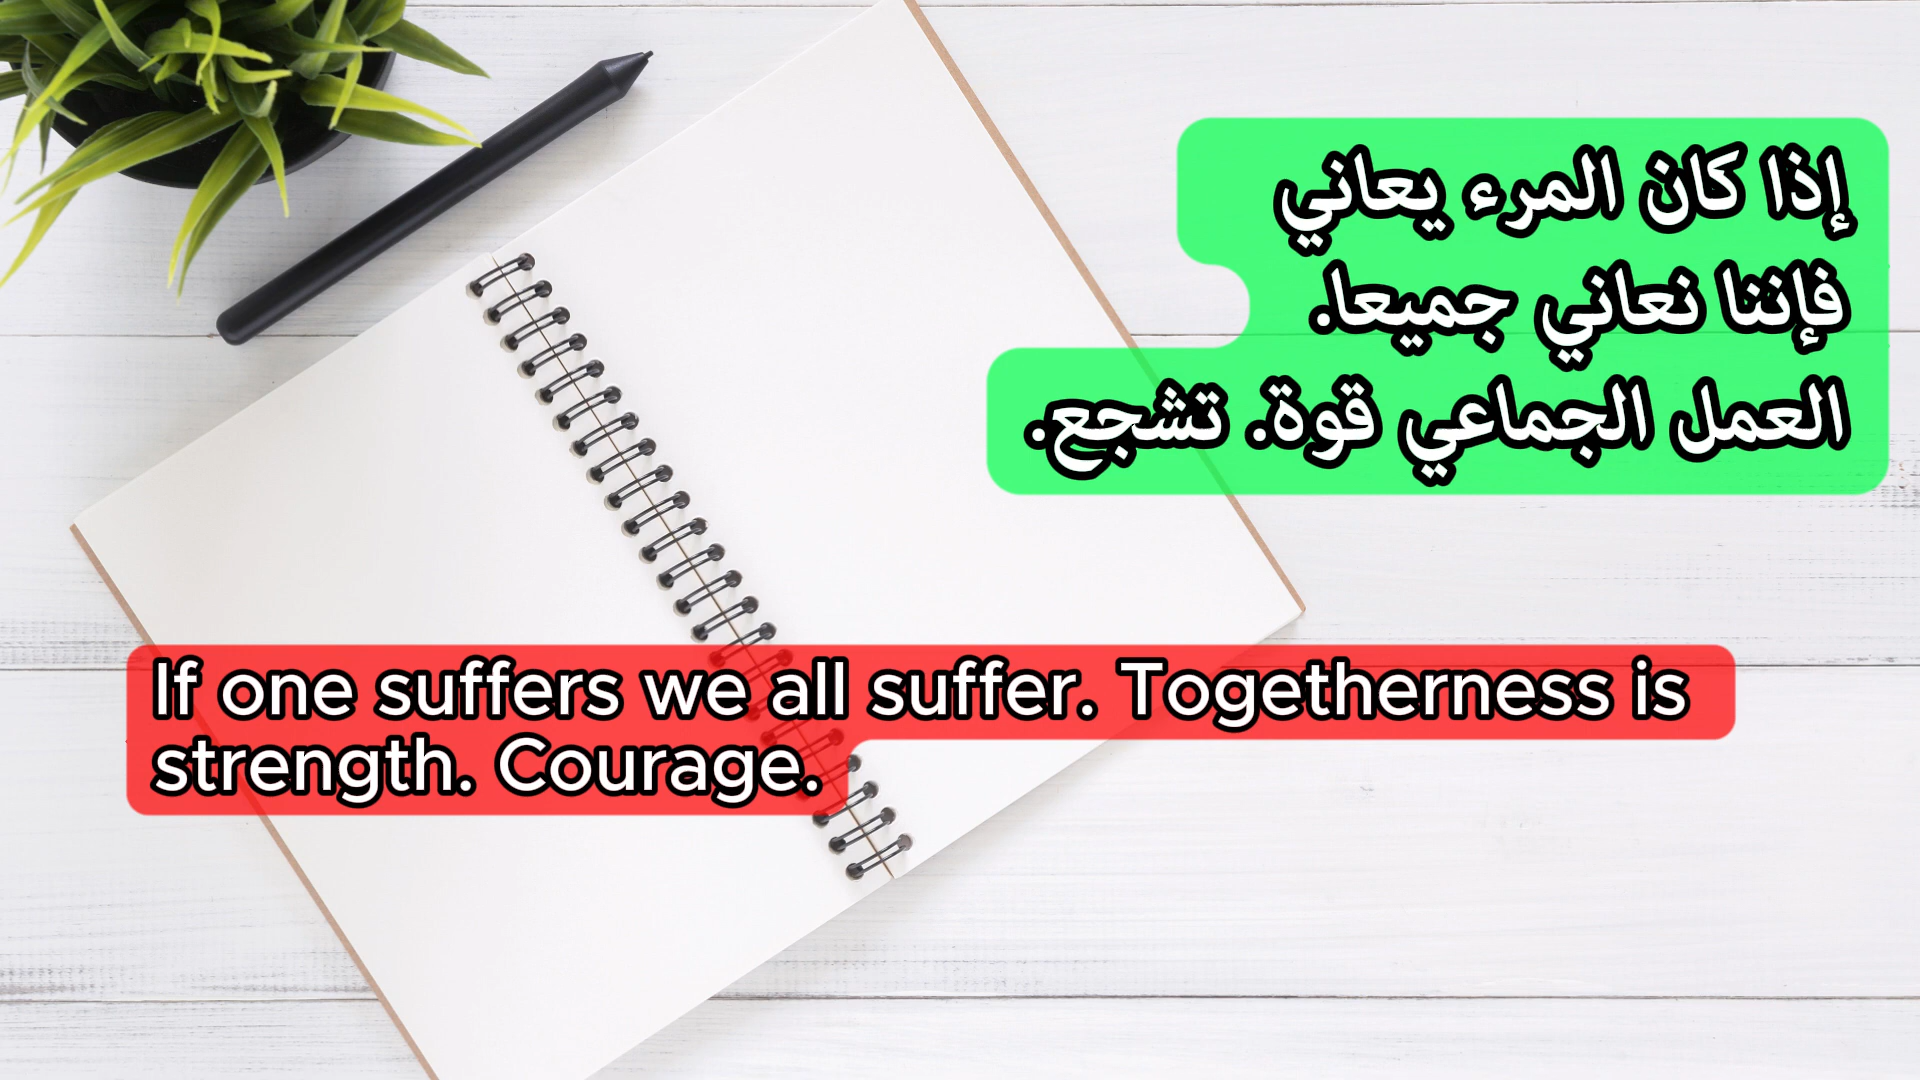 إذا كان المرء يعاني
فإننا نعاني جميعا.
العمل الجماعي قوة. تشجع.
If one suffers we all suffer. Togetherness is
strength. Courage.